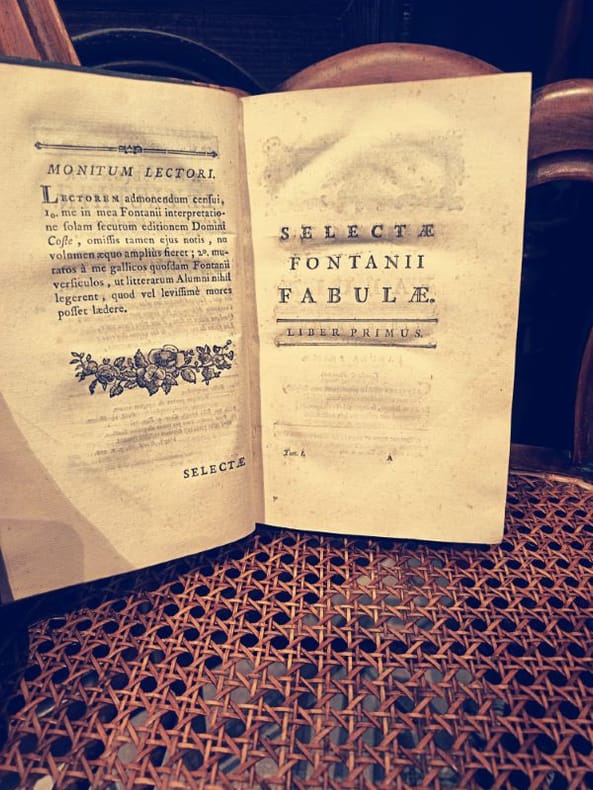 MONITUM LECTORI.
LECTOREM admonendum censui,
1o. me in mea Fontanii interpretatio-
ne solam secutum editionem Domini
Coste, omissis tamen ejus notis, ne
volumen æquo amplius fieret; 2o. mu-
tatos à me gallicos quosdam Fontanii
versiculos, ut litterarum Alumni nihil
legerent, quod vel levissimè mores
posset lædere.
SELECTÆ
SELECTÆ
FONTANII
FABULÆ.
LIBER PRIMUS.
Tom. I. A